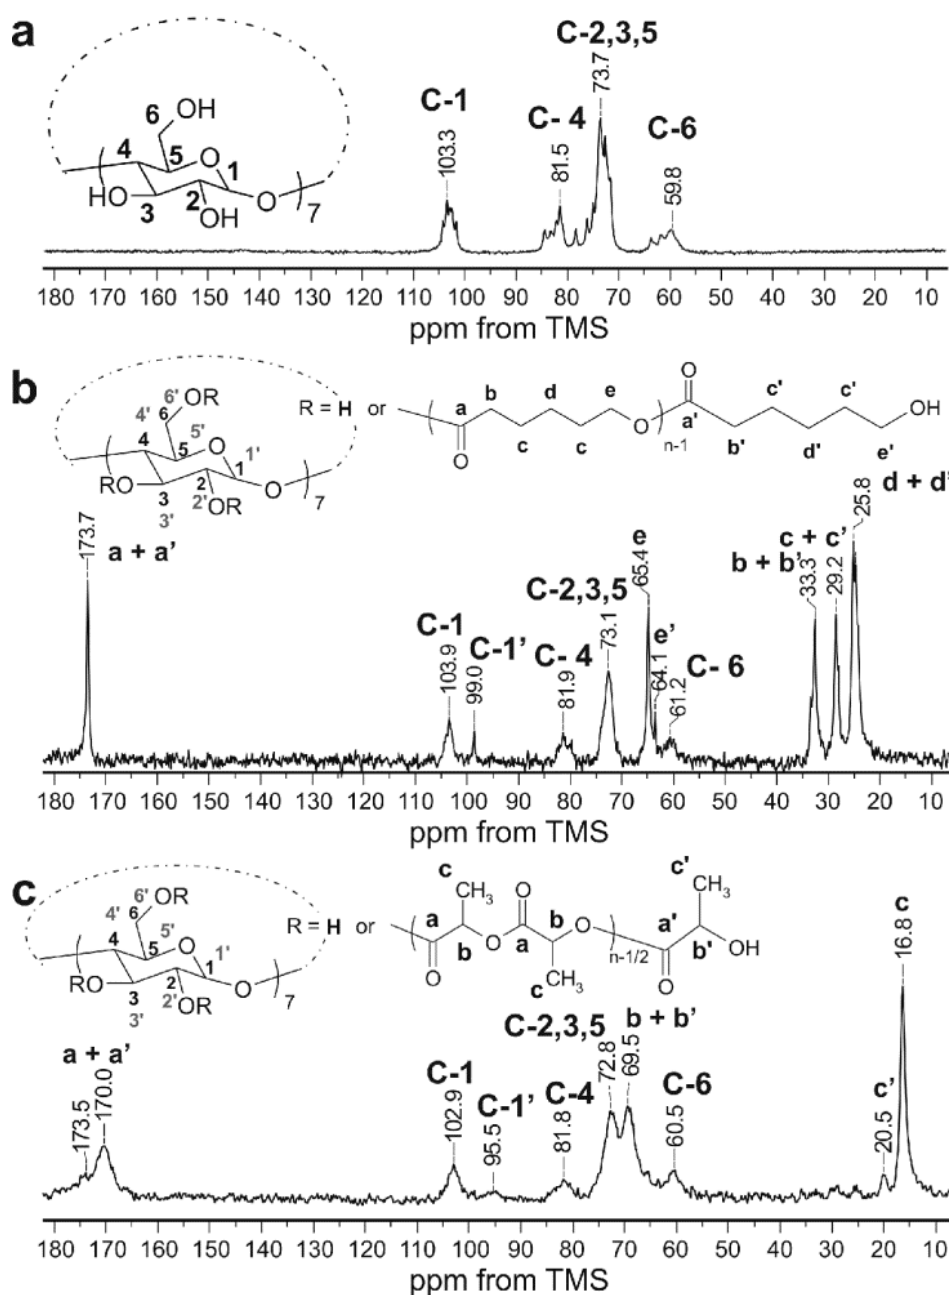 a
C-2,3,5
73.7
C-1
103.3
C- 4
81.5
C-6
59.8
6 OH
4
5
O
1
HO
3
2
OH
O
7
180 170 160 150 140 130 120 110 100 90 80 70 60 50 40 30 20 10
ppm from TMS
b
6'
OR
4'
6
5'
4
5
O
1'
1
RO
3
2
2'
OR
O
7
3'
R = H or
a
O
b
c
d
c
e
O
n-1
O
a'
b'
c'
d'
c'
e'
OH
173.7
a + a'
C-1
103.9
C-1'
99.0
C- 4
81.9
C-2,3,5
73.1
e
65.4
e'
64.1
C- 6
61.2
b + b'
33.3
c + c'
29.2
d + d'
25.8
180 170 160 150 140 130 120 110 100 90 80 70 60 50 40 30 20 10
ppm from TMS
c
6'
OR
4'
6
5'
4
5
O
1'
1
RO
3
2
2'
OR
O
7
3'
R = H or
c
CH3
a
O
b
O
O
a
b
O
CH3
c
n-1/2
c'
CH3
a'
O
b'
OH
a + a'
173.5
170.0
C-1
102.9
C-1'
95.5
C-4
81.8
C-2,3,5
72.8
b + b'
69.5
C-6
60.5
c'
20.5
c
16.8
180 170 160 150 140 130 120 110 100 90 80 70 60 50 40 30 20 10
ppm from TMS